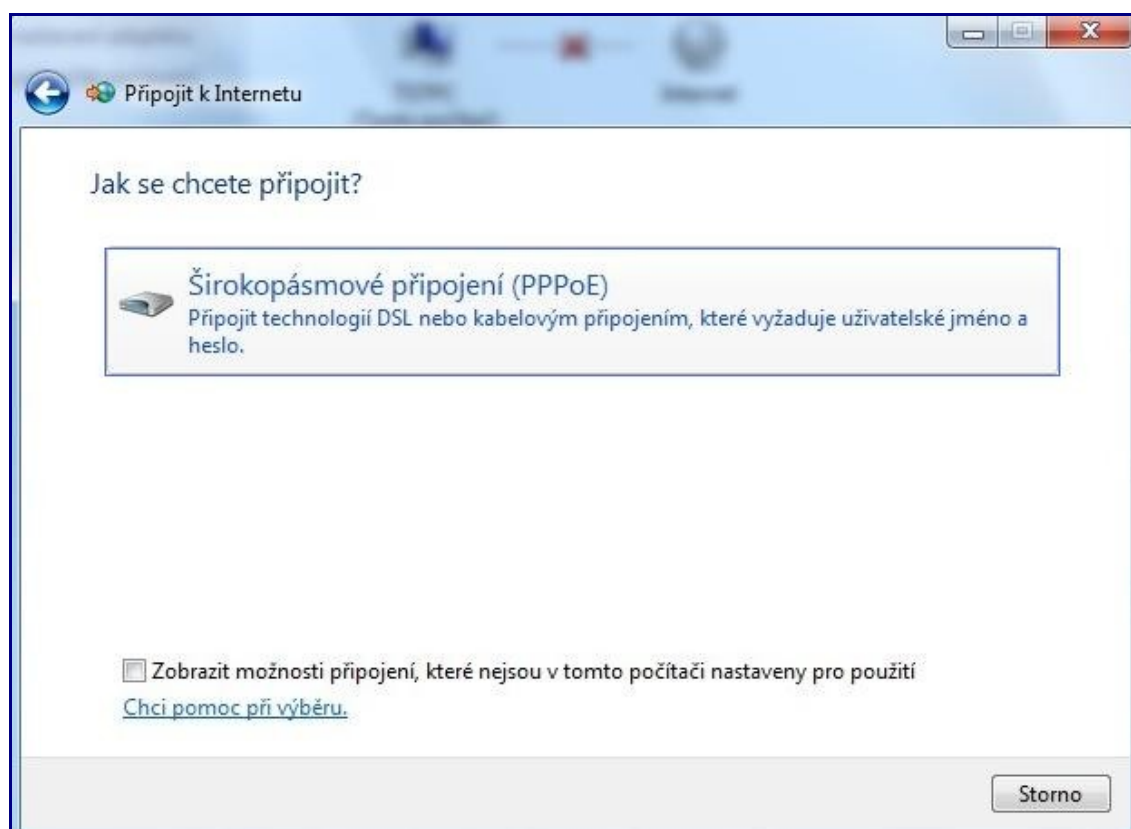 Připojit k Internetu
Jak se chcete připojit?
Širokopásmové připojení (PPPoE)
Připojit technologií DSL nebo kabelovým připojením, které vyžaduje uživatelské jméno a
heslo.
Zobrazit možnosti připojení, které nejsou v tomto počítači nastaveny pro použití
Chci pomoc při výběru.
Storno